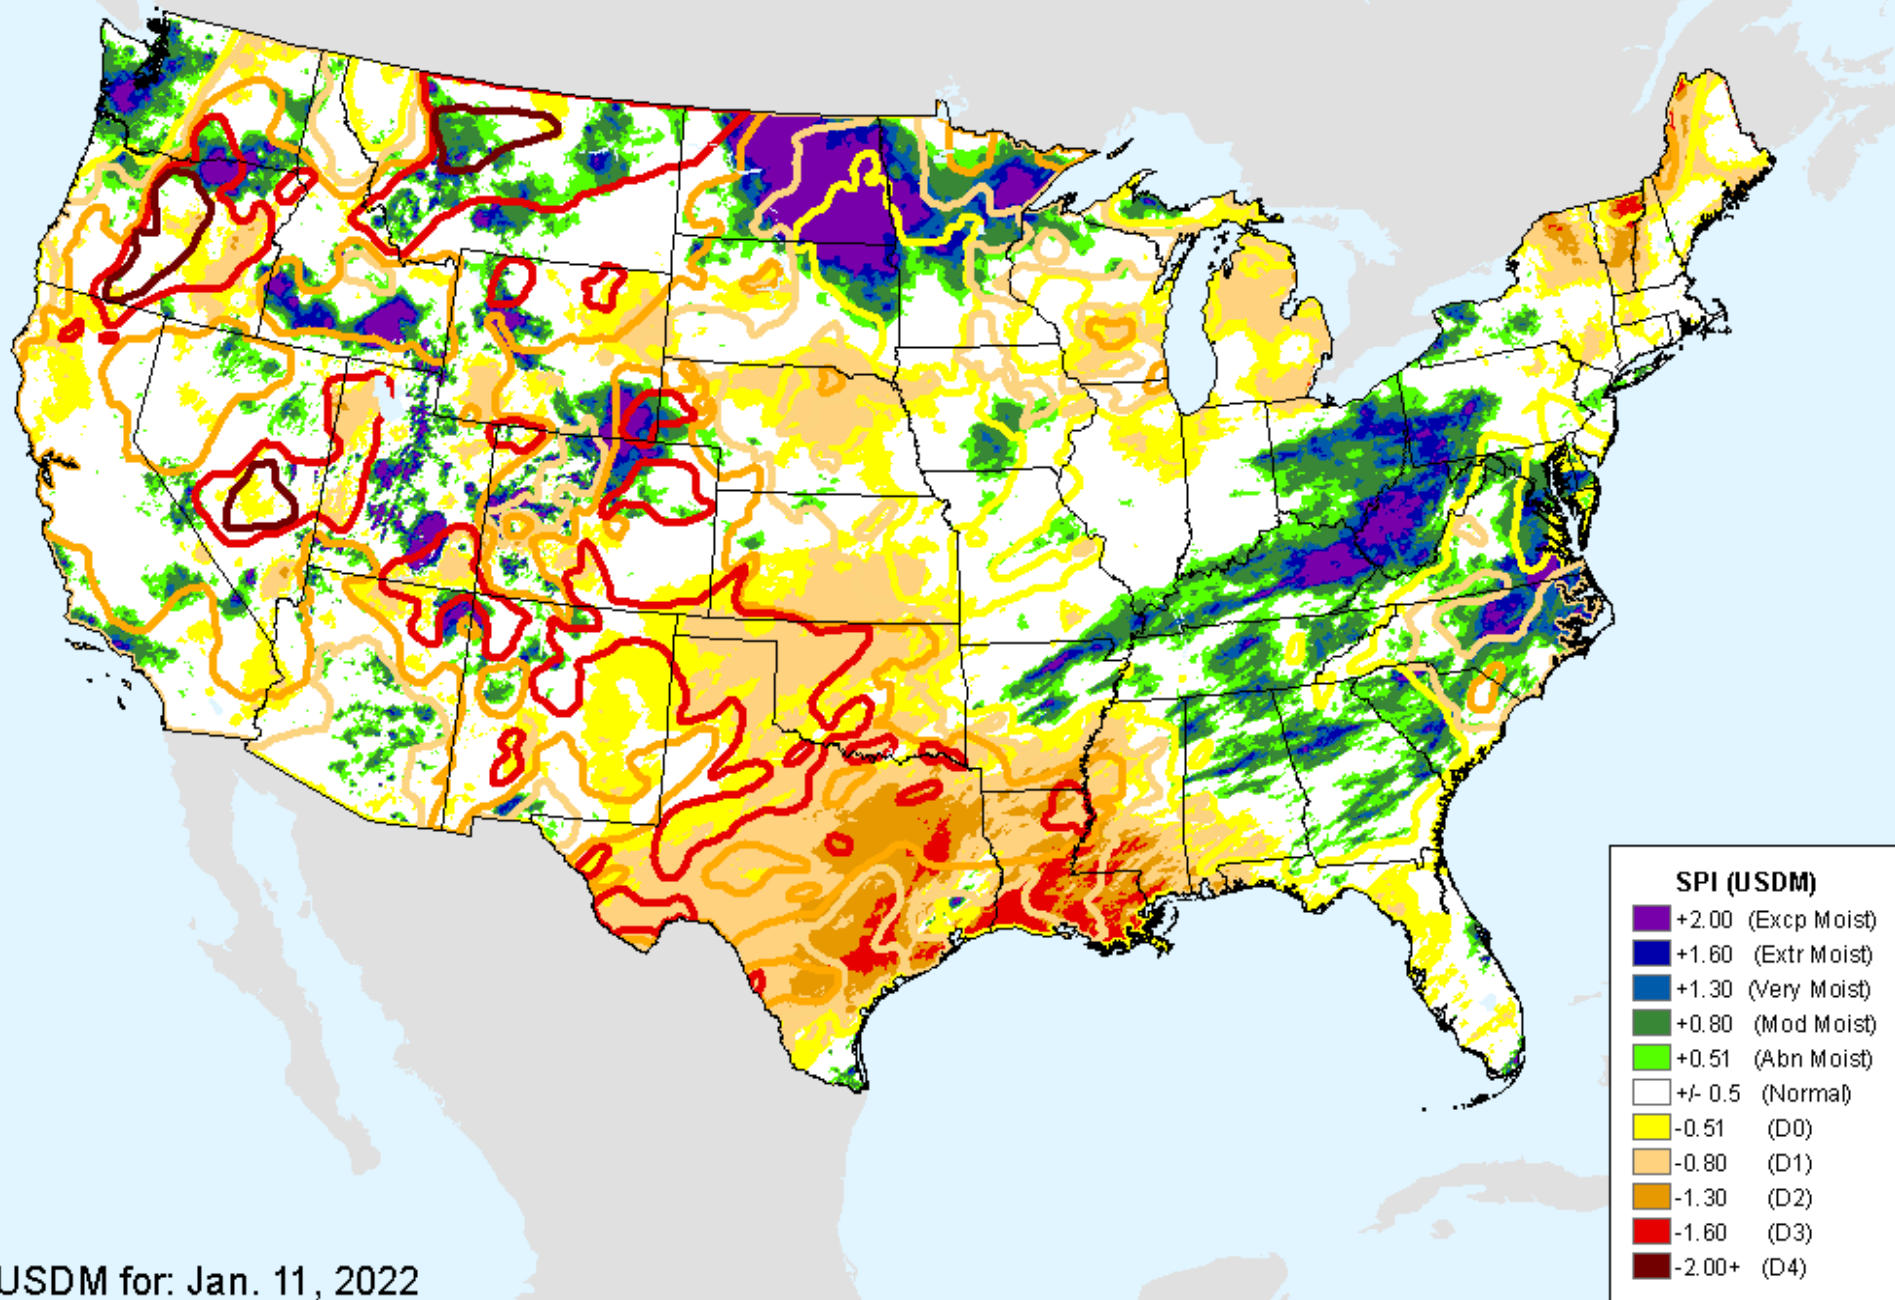 SPI (USDM)
+2.00 (Excp Moist)
+1.60 (Extr Moist)
+1.30 (Very Moist)
+0.80 (Mod Moist)
+0.51 (Abn Moist)
+/- 0.5 (Normal)
-0.51 (D0)
-0.80 (D1)
-1.30 (D2)
-1.60 (D3)
-2.00+ (D4)
USDM for: Jan. 11, 2022